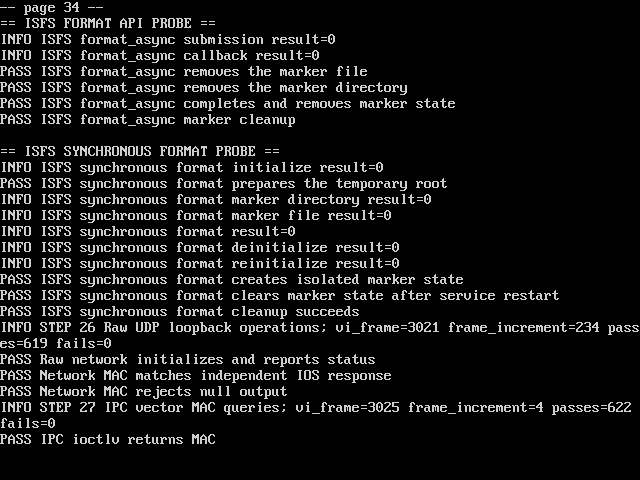 -- page 34 --
== ISFS FORMAT API PROBE ==
INFO ISFS format_async submission result=0
INFO ISFS format_async callback result=0
PASS ISFS format_async removes the marker file
PASS ISFS format_async removes the marker directory
PASS ISFS format_async completes and removes marker state
PASS ISFS format_async marker cleanup
== ISFS SYNCHRONOUS FORMAT PROBE ==
INFO ISFS synchronous format initialize result=0
PASS ISFS synchronous format prepares the temporary root
INFO ISFS synchronous format marker directory result=0
INFO ISFS synchronous format marker file result=0
INFO ISFS synchronous format result=0
INFO ISFS synchronous format deinitialize result=0
INFO ISFS synchronous format reinitialize result=0
PASS ISFS synchronous format creates isolated marker state
PASS ISFS synchronous format clears marker state after service restart
PASS ISFS synchronous format cleanup succeeds
INFO STEP 26 Raw UDP loopback operations; vi_frame=3021 frame_increment=234 pass
es=619 fails=0
PASS Raw network initializes and reports status
PASS Network MAC matches independent IOS response
PASS Network MAC rejects null output
INFO STEP 27 IPC vector MAC queries; vi_frame=3025 frame_increment=4 passes=622
fails=0
PASS IPC ioctlv returns MAC